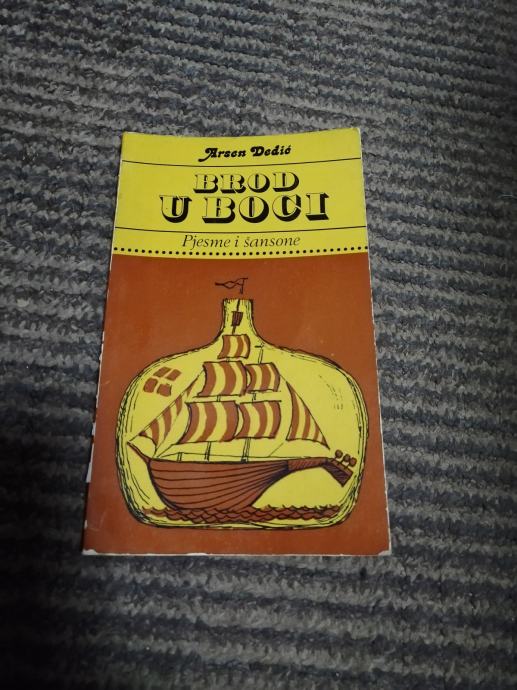 Arsen Dedić
BROD
U BOCI
Pjesme i šansone